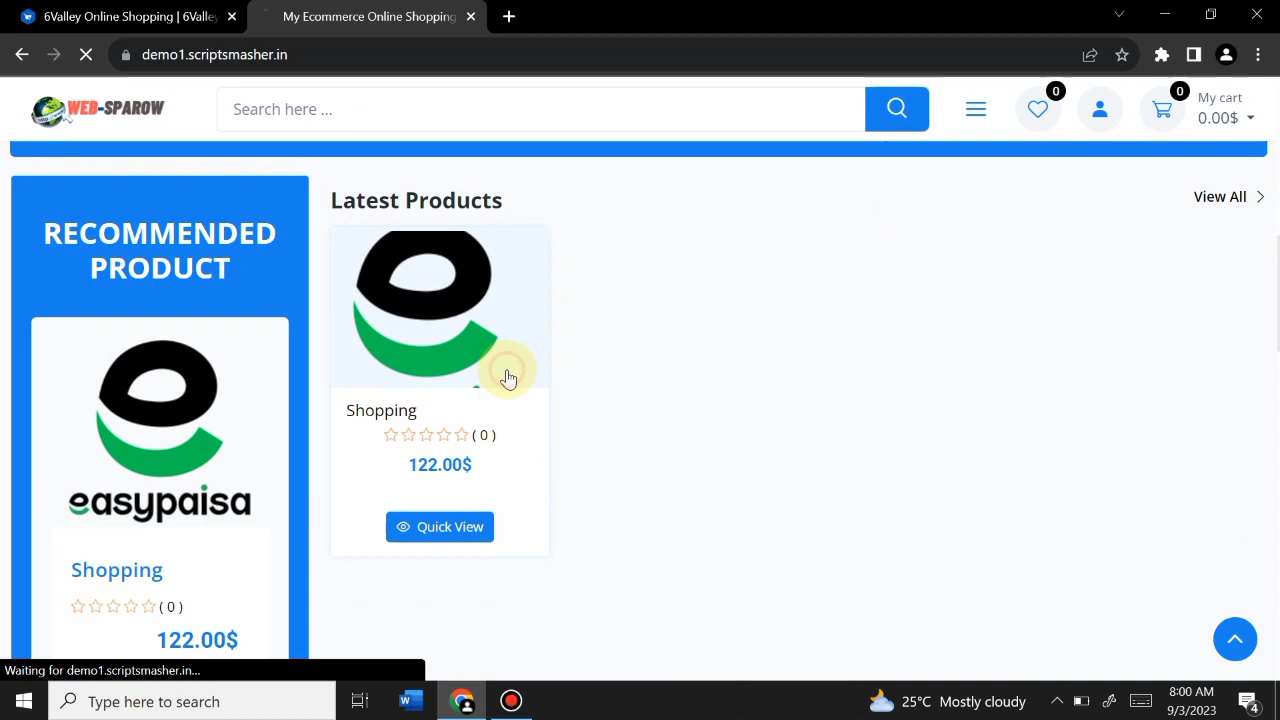 6Valley Online Shopping | 6Valle
My Ecommerce Online Shopping
demo1.scriptsmasher.in
WEB-SPAROW
Search here ...
0
0
My cart
0.00$
RECOMMENDED
PRODUCT
easypaisa
Shopping
( 0 )
122.00$
Latest Products
View All
Shopping
( 0 )
122.00$
Quick View
Waiting for demo1.scriptsmasher.in...
Type here to search
25°C Mostly cloudy
8:00 AM
9/3/2023
4